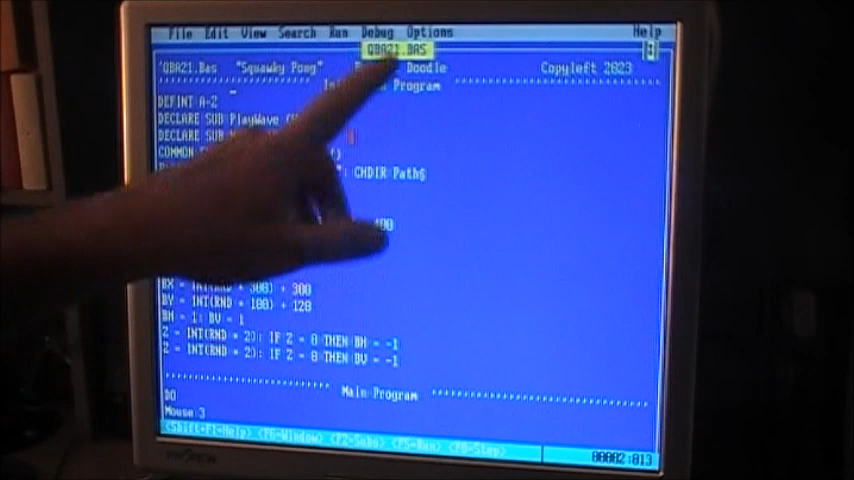 File Edit View Search Run Debug Options Help
QBA21.BAS
'QBA21.Bas "Squawky Pong" Doodle Copyleft 2023
Program
DEFINT A-Z
DECLARE SUB PlayWave
DECLARE SUB
COMMON
: CHDIR Path$
BX = INT(RND * 300) + 300
BY = INT(RND * 100) + 120
BH = 1: BV = 1
Z = INT(RND * 2): IF Z = 0 THEN BH = -1
Z = INT(RND * 2): IF Z = 0 THEN BV = -1
Main Program
DO
Mouse 3
<Shift+F1=Help> <F6=Window> <F2=Subs> <F5=Run> <F8=Step> 00002:013